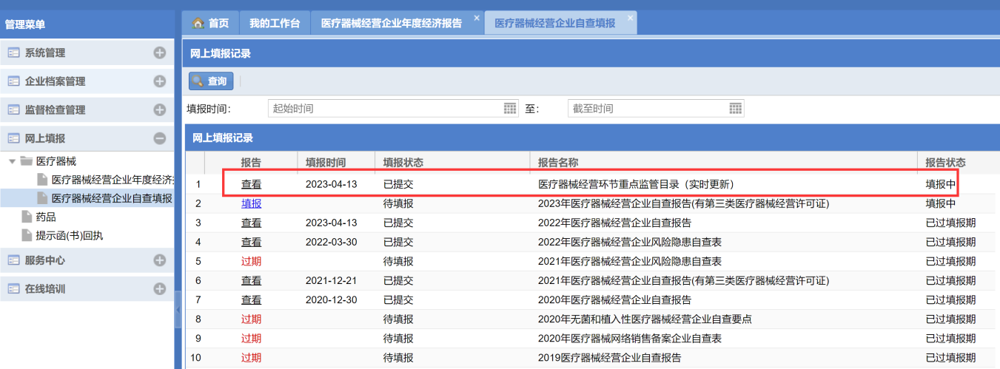 管理菜单
系统管理
企业档案管理
监督检查管理
网上填报
医疗器械
医疗器械经营企业年度经济
医疗器械经营企业自查填报
药品
提示函(书)回执
服务中心
在线培训
首页 我的工作台 医疗器械经营企业年度经济报告 医疗器械经营企业自查填报
网上填报记录
查询
填报时间: 起始时间 至: 截至时间
网上填报记录
报告 填报时间 填报状态 报告名称 报告状态
1 查看 2023-04-13 已提交 医疗器械经营环节重点监管目录（实时更新） 填报中
2 填报 待填报 2023年医疗器械经营企业自查报告(有第三类医疗器械经营许可证) 填报中
3 查看 2023-04-13 已提交 2022年医疗器械经营企业自查报告 已过填报期
4 查看 2022-03-30 已提交 2022年医疗器械经营企业风险隐患自查表 已过填报期
5 过期 待填报 2021年医疗器械经营企业风险隐患自查表 已过填报期
6 查看 2021-12-21 已提交 2021年医疗器械经营企业自查报告(有第三类医疗器械经营许可证) 已过填报期
7 查看 2020-12-30 已提交 2020年医疗器械经营企业自查报告 已过填报期
8 过期 待填报 2020年无菌和植入性医疗器械经营企业自查要点 已过填报期
9 过期 待填报 2020年医疗器械网络销售备案企业自查表 已过填报期
10 过期 待填报 2019医疗器械经营企业自查报告 已过填报期